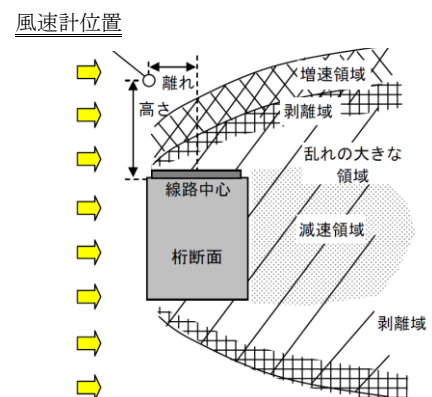 風速計位置
離れ
高さ
増速領域
剥離域
乱れの大きな
領域
線路中心
減速領域
桁断面
剥離域